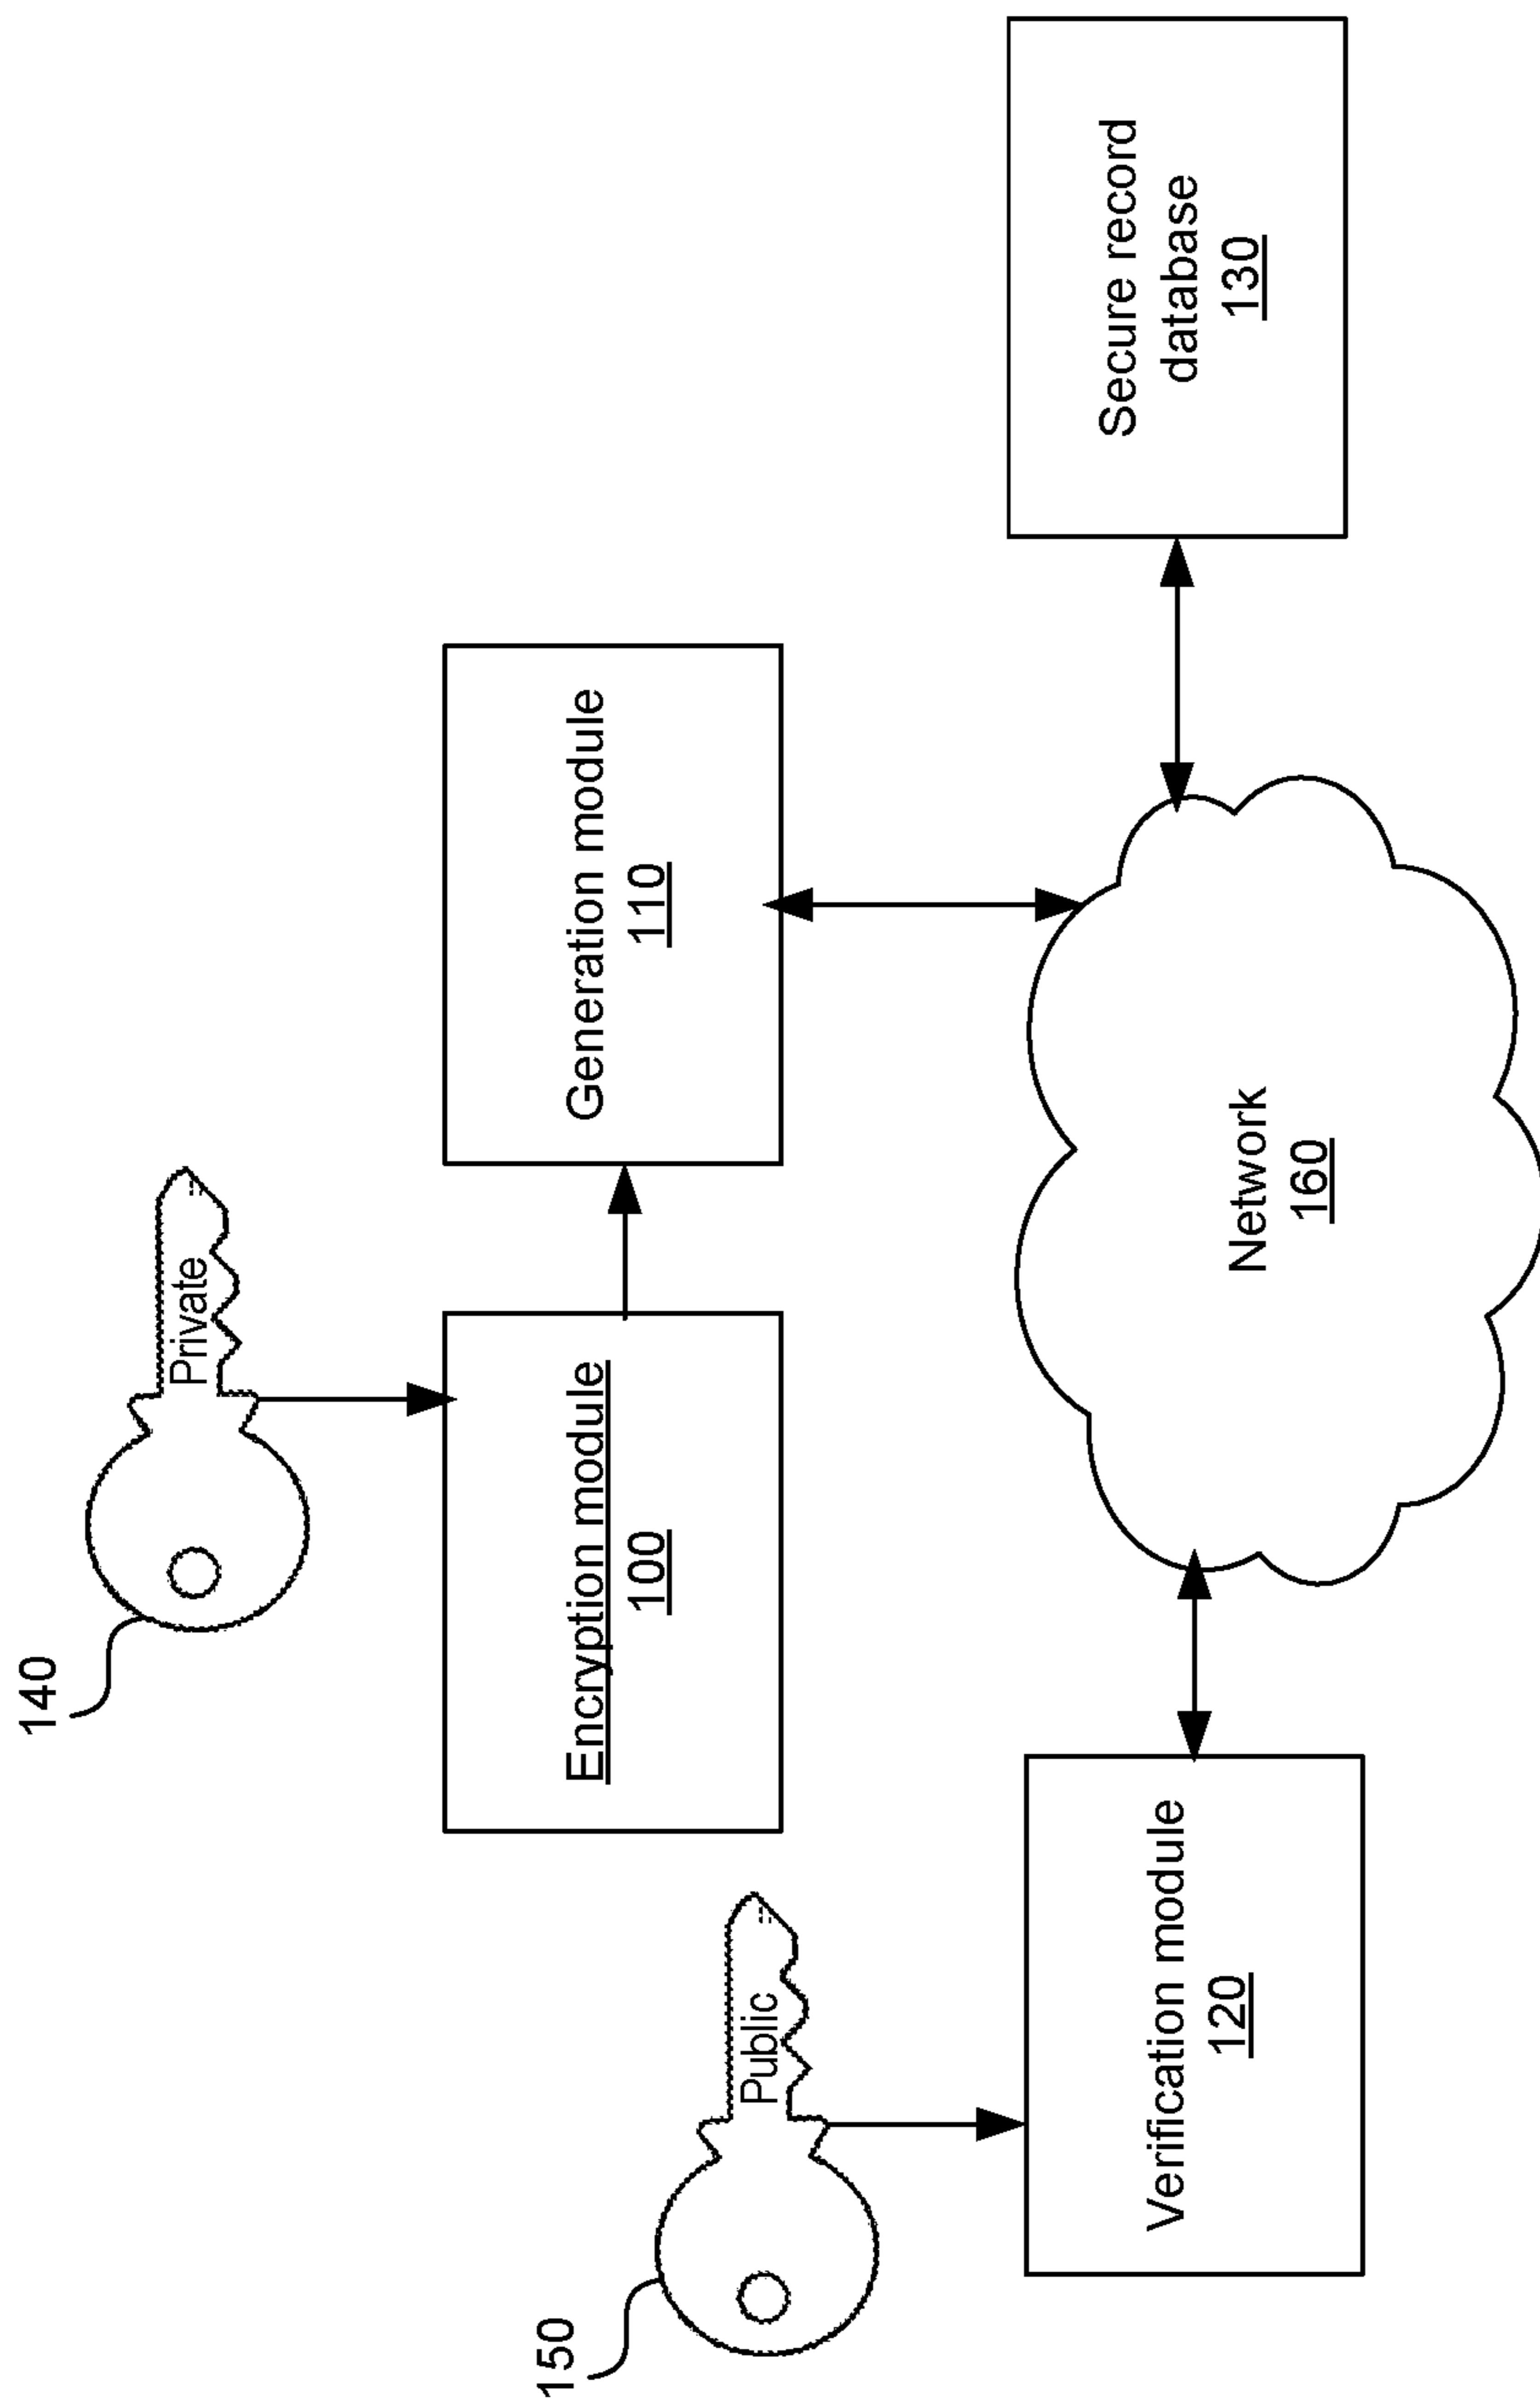 140
Private
Encryption module
100
Generation module
110
150
Public
Verification module
120
Network
160
Secure record
database
130